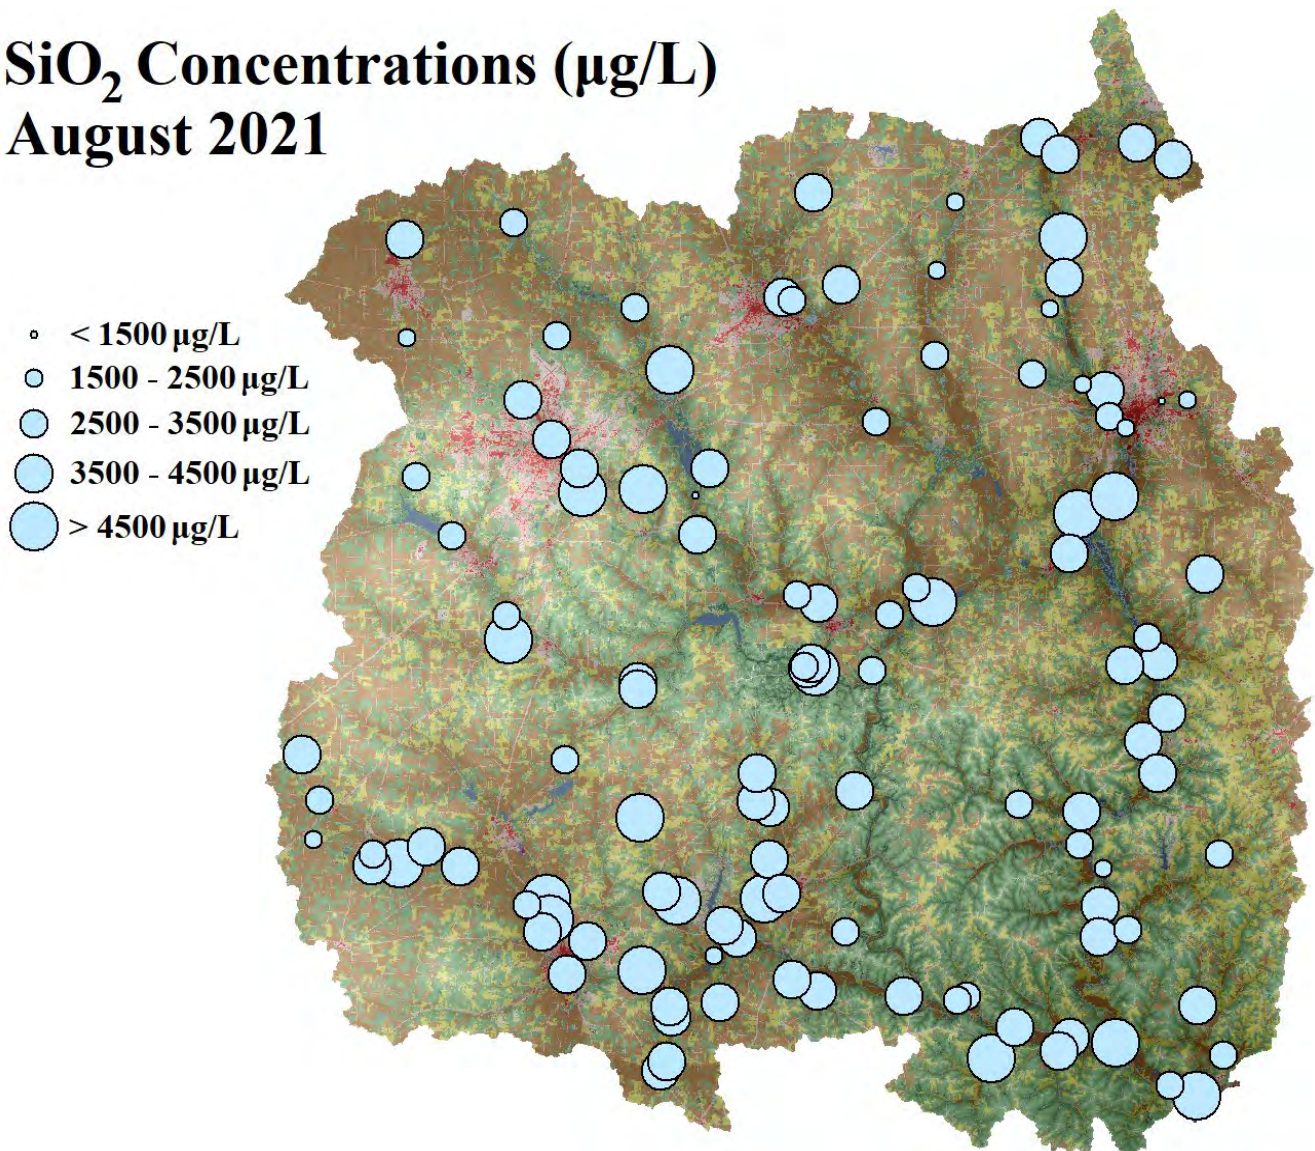 SiO₂ Concentrations (µg/L)
August 2021
< 1500 µg/L
1500 - 2500 µg/L
2500 - 3500 µg/L
3500 - 4500 µg/L
> 4500 µg/L